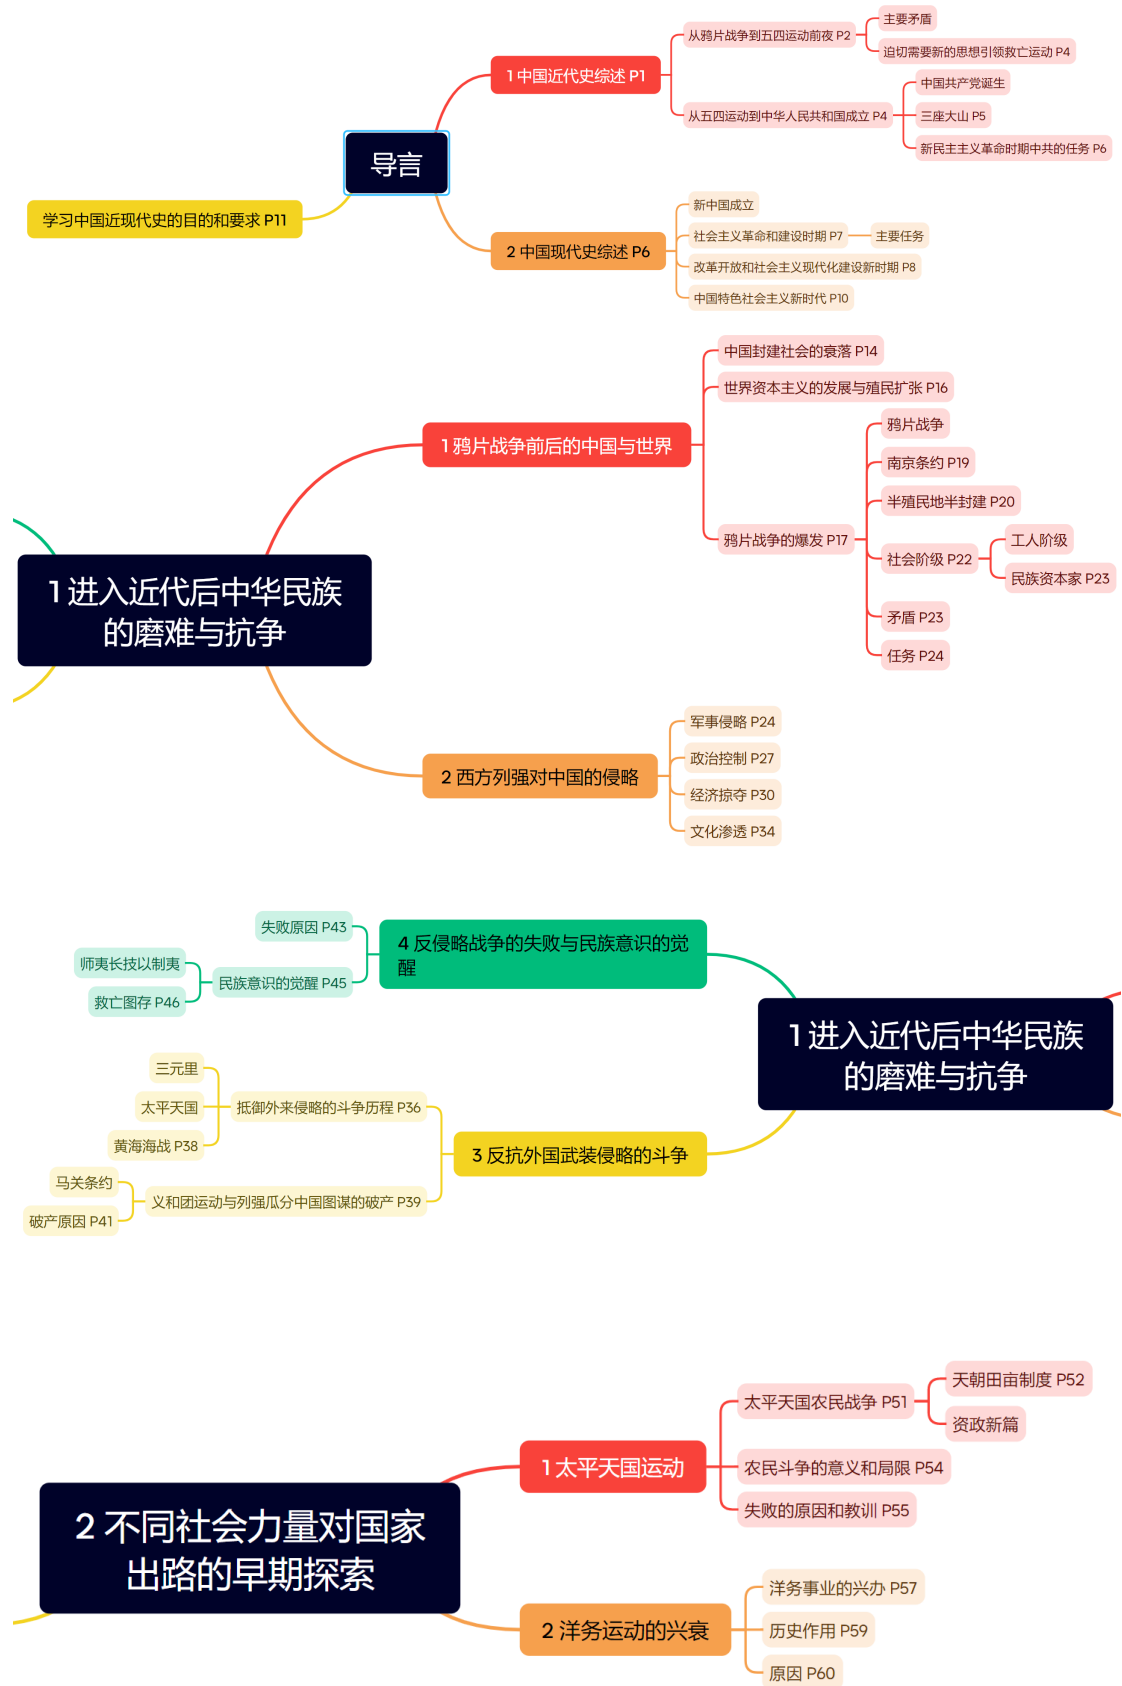 导言
1 中国近代史综述 P1
从鸦片战争到五四运动前夜 P2
主要矛盾
迫切需要新的思想引领救亡运动 P4
从五四运动到中华人民共和国成立 P4
中国共产党诞生
三座大山 P5
新民主主义革命时期中共的任务 P6
2 中国现代史综述 P6
新中国成立
社会主义革命和建设时期 P7
主要任务
改革开放和社会主义现代化建设新时期 P8
中国特色社会主义新时代 P10
学习中国近现代史的目的和要求 P11
1 进入近代后中华民族
的磨难与抗争
1 鸦片战争前后的中国与世界
中国封建社会的衰落 P14
世界资本主义的发展与殖民扩张 P16
鸦片战争的爆发 P17
鸦片战争
南京条约 P19
半殖民地半封建 P20
社会阶级 P22
工人阶级
民族资本家 P23
矛盾 P23
任务 P24
2 西方列强对中国的侵略
军事侵略 P24
政治控制 P27
经济掠夺 P30
文化渗透 P34
1 进入近代后中华民族
的磨难与抗争
4 反侵略战争的失败与民族意识的觉
醒
失败原因 P43
民族意识的觉醒 P45
师夷长技以制夷
救亡图存 P46
3 反抗外国武装侵略的斗争
抵御外来侵略的斗争历程 P36
三元里
太平天国
黄海海战 P38
义和团运动与列强瓜分中国图谋的破产 P39
马关条约
破产原因 P41
2 不同社会力量对国家
出路的早期探索
1 太平天国运动
太平天国农民战争 P51
天朝田亩制度 P52
资政新篇
农民斗争的意义和局限 P54
失败的原因和教训 P55
2 洋务运动的兴衰
洋务事业的兴办 P57
历史作用 P59
原因 P60